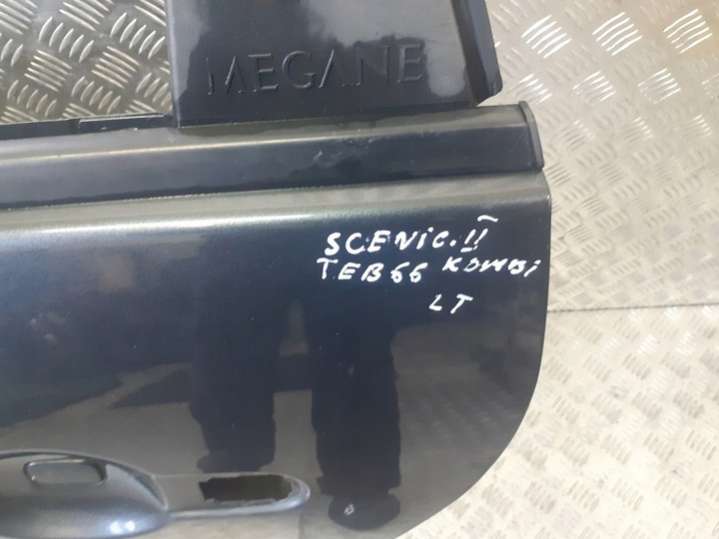 MEGANE
SCENIC. II
TEB66 KOMBI
LT